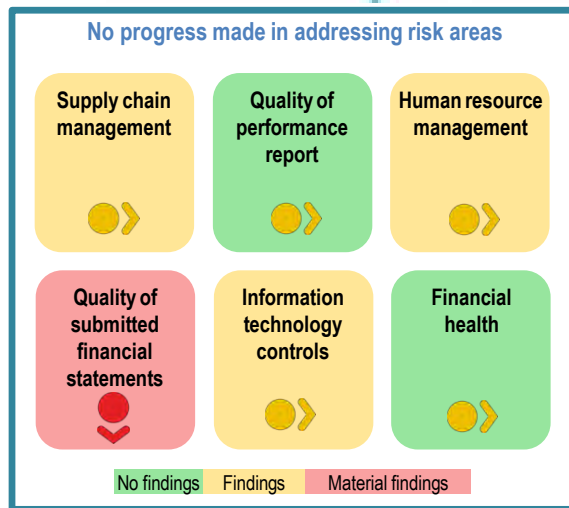 No progress made in addressing risk areas
Supply chain
management
Quality of
performance
report
Human resource
management
Quality of
submitted
financial
statements
Information
technology
controls
Financial
health
No findings
Findings
Material findings